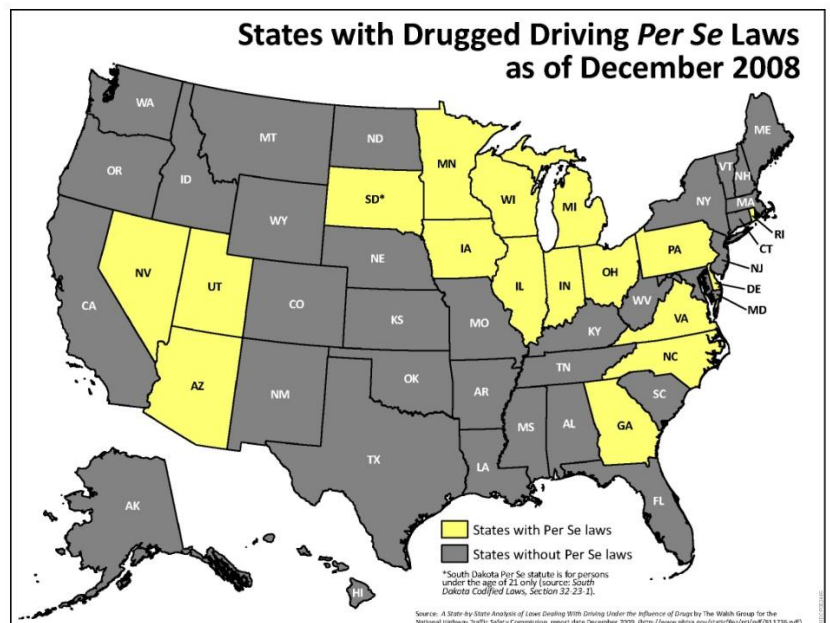 States with Drugged Driving Per Se Laws
as of December 2008
WA
MT
ND
MN
ME
OR
ID
VT
NH
SD*
WI
MI
NY
MA
WY
RI
CT
IA
PA
NJ
NE
NV
UT
IL
IN
OH
DE
MD
CA
CO
WV
VA
KS
MO
KY
NC
TN
AZ
NM
OK
AR
SC
MS
AL
GA
TX
LA
FL
AK
HI
States with Per Se laws
States without Per Se laws
*South Dakota Per Se statute is for persons
under the age of 21 only (source: South
Dakota Codified Laws, Section 32-23-1).
Source: A State-by-State Analysis of Laws Dealing With Driving Under the Influence of Drugs by The Walsh Group for the